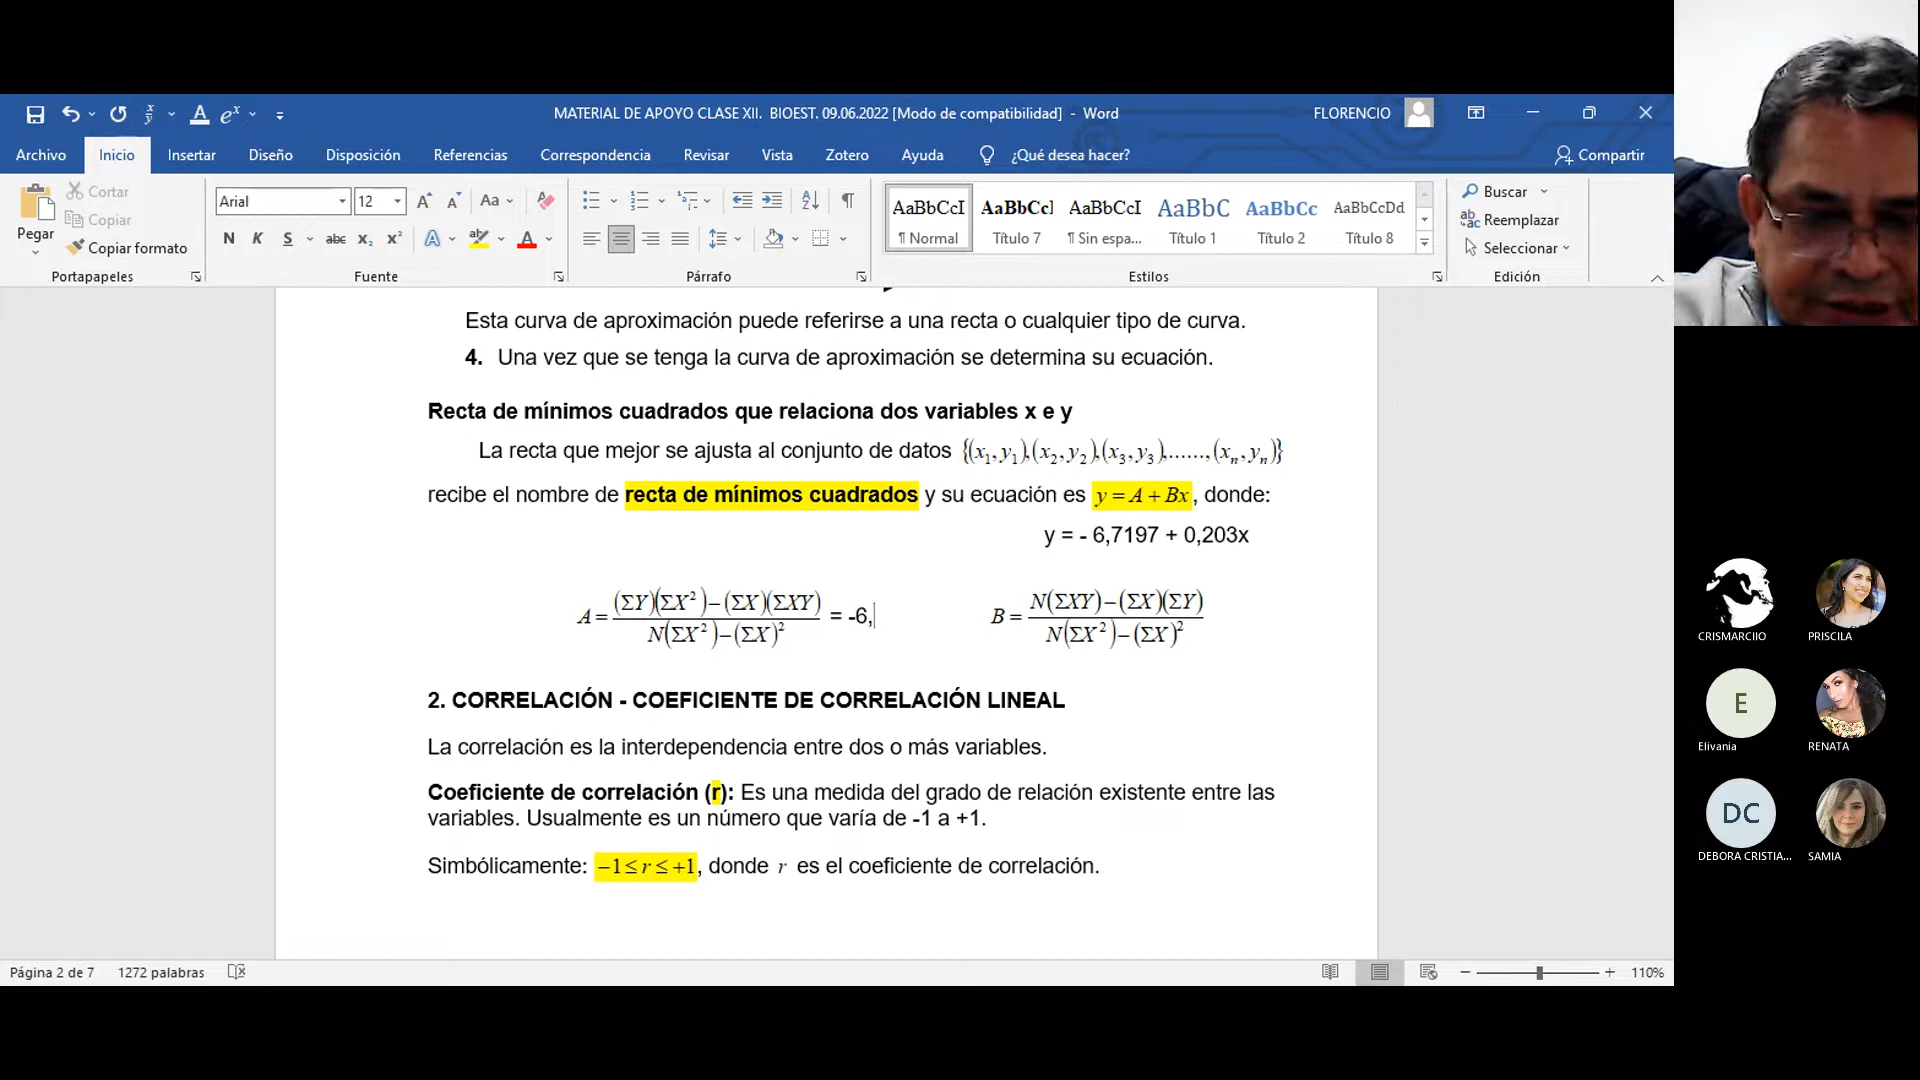 MATERIAL DE APOYO CLASE XII. BIOEST. 09.06.2022 [Modo de compatibilidad] - Word
FLORENCIO
Archivo Inicio Insertar Diseño Disposición Referencias Correspondencia Revisar Vista Zotero Ayuda ¿Qué desea hacer? Compartir
Pegar
Cortar
Copiar
Copiar formato
Portapapeles
Arial 12
N K S abc x₂ x²
Fuente
Párrafo
AaBbCcI AaBbCcI AaBbCcI AaBbC AaBbCc AaBbCcDd
¶ Normal Título 7 ¶ Sin espa... Título 1 Título 2 Título 8
Estilos
Buscar
Reemplazar
Seleccionar
Edición
Esta curva de aproximación puede referirse a una recta o cualquier tipo de curva.
4. Una vez que se tenga la curva de aproximación se determina su ecuación.
Recta de mínimos cuadrados que relaciona dos variables x e y
La recta que mejor se ajusta al conjunto de datos {(x₁,y₁),(x₂,y₂),(x₃,y₃),......,(xₙ,yₙ)}
recibe el nombre de recta de mínimos cuadrados y su ecuación es y = A + Bx, donde:
y = - 6,7197 + 0,203x
A = (ΣY)(ΣX²)−(ΣX)(ΣXY) / N(ΣX²)−(ΣX)² = -6,
B = N(ΣXY)−(ΣX)(ΣY) / N(ΣX²)−(ΣX)²
2. CORRELACIÓN - COEFICIENTE DE CORRELACIÓN LINEAL
La correlación es la interdependencia entre dos o más variables.
Coeficiente de correlación (r): Es una medida del grado de relación existente entre las
variables. Usualmente es un número que varía de -1 a +1.
Simbólicamente: −1 ≤ r ≤ +1, donde r es el coeficiente de correlación.
Página 2 de 7 1272 palabras 110%
CRISMARCIIO PRISCILA
E
Elivania RENATA
DC
DEBORA CRISTIA... SAMIA